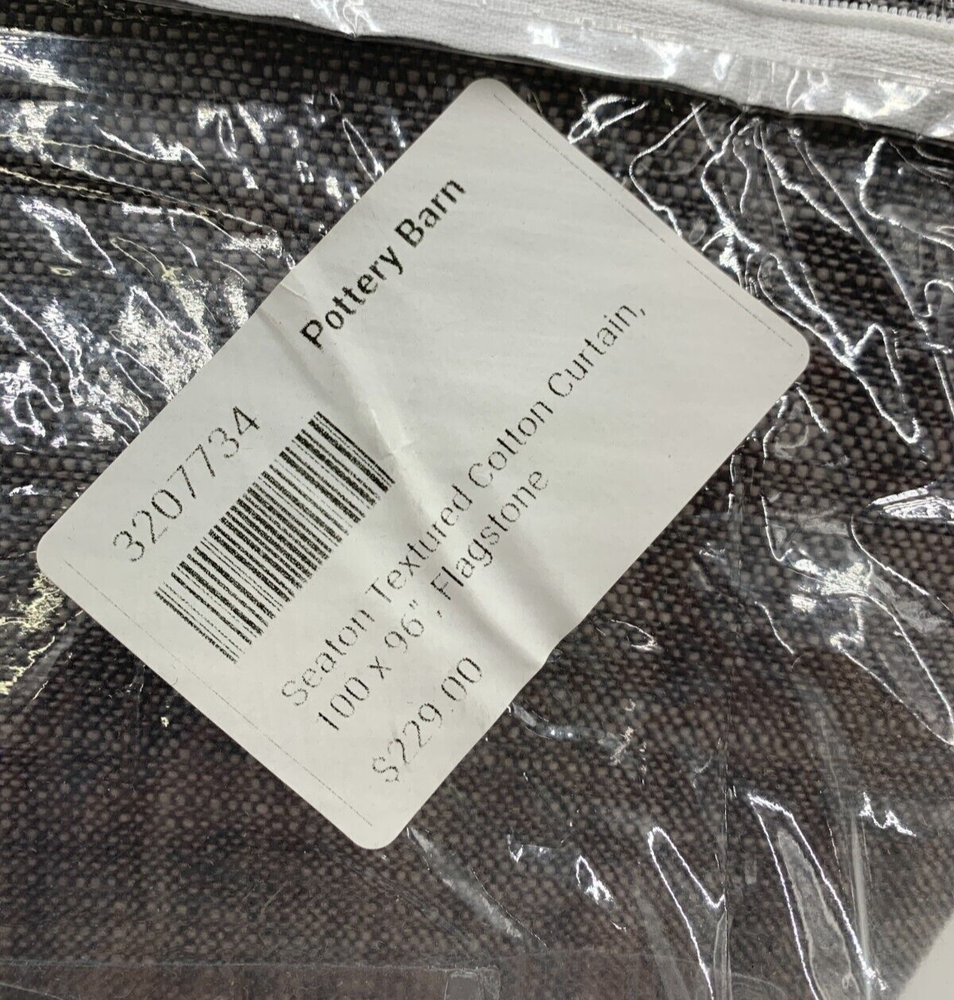 Pottery Barn
3207734
Seaton Textured Cotton Curtain,
100 x 96", Flagstone
$229.00